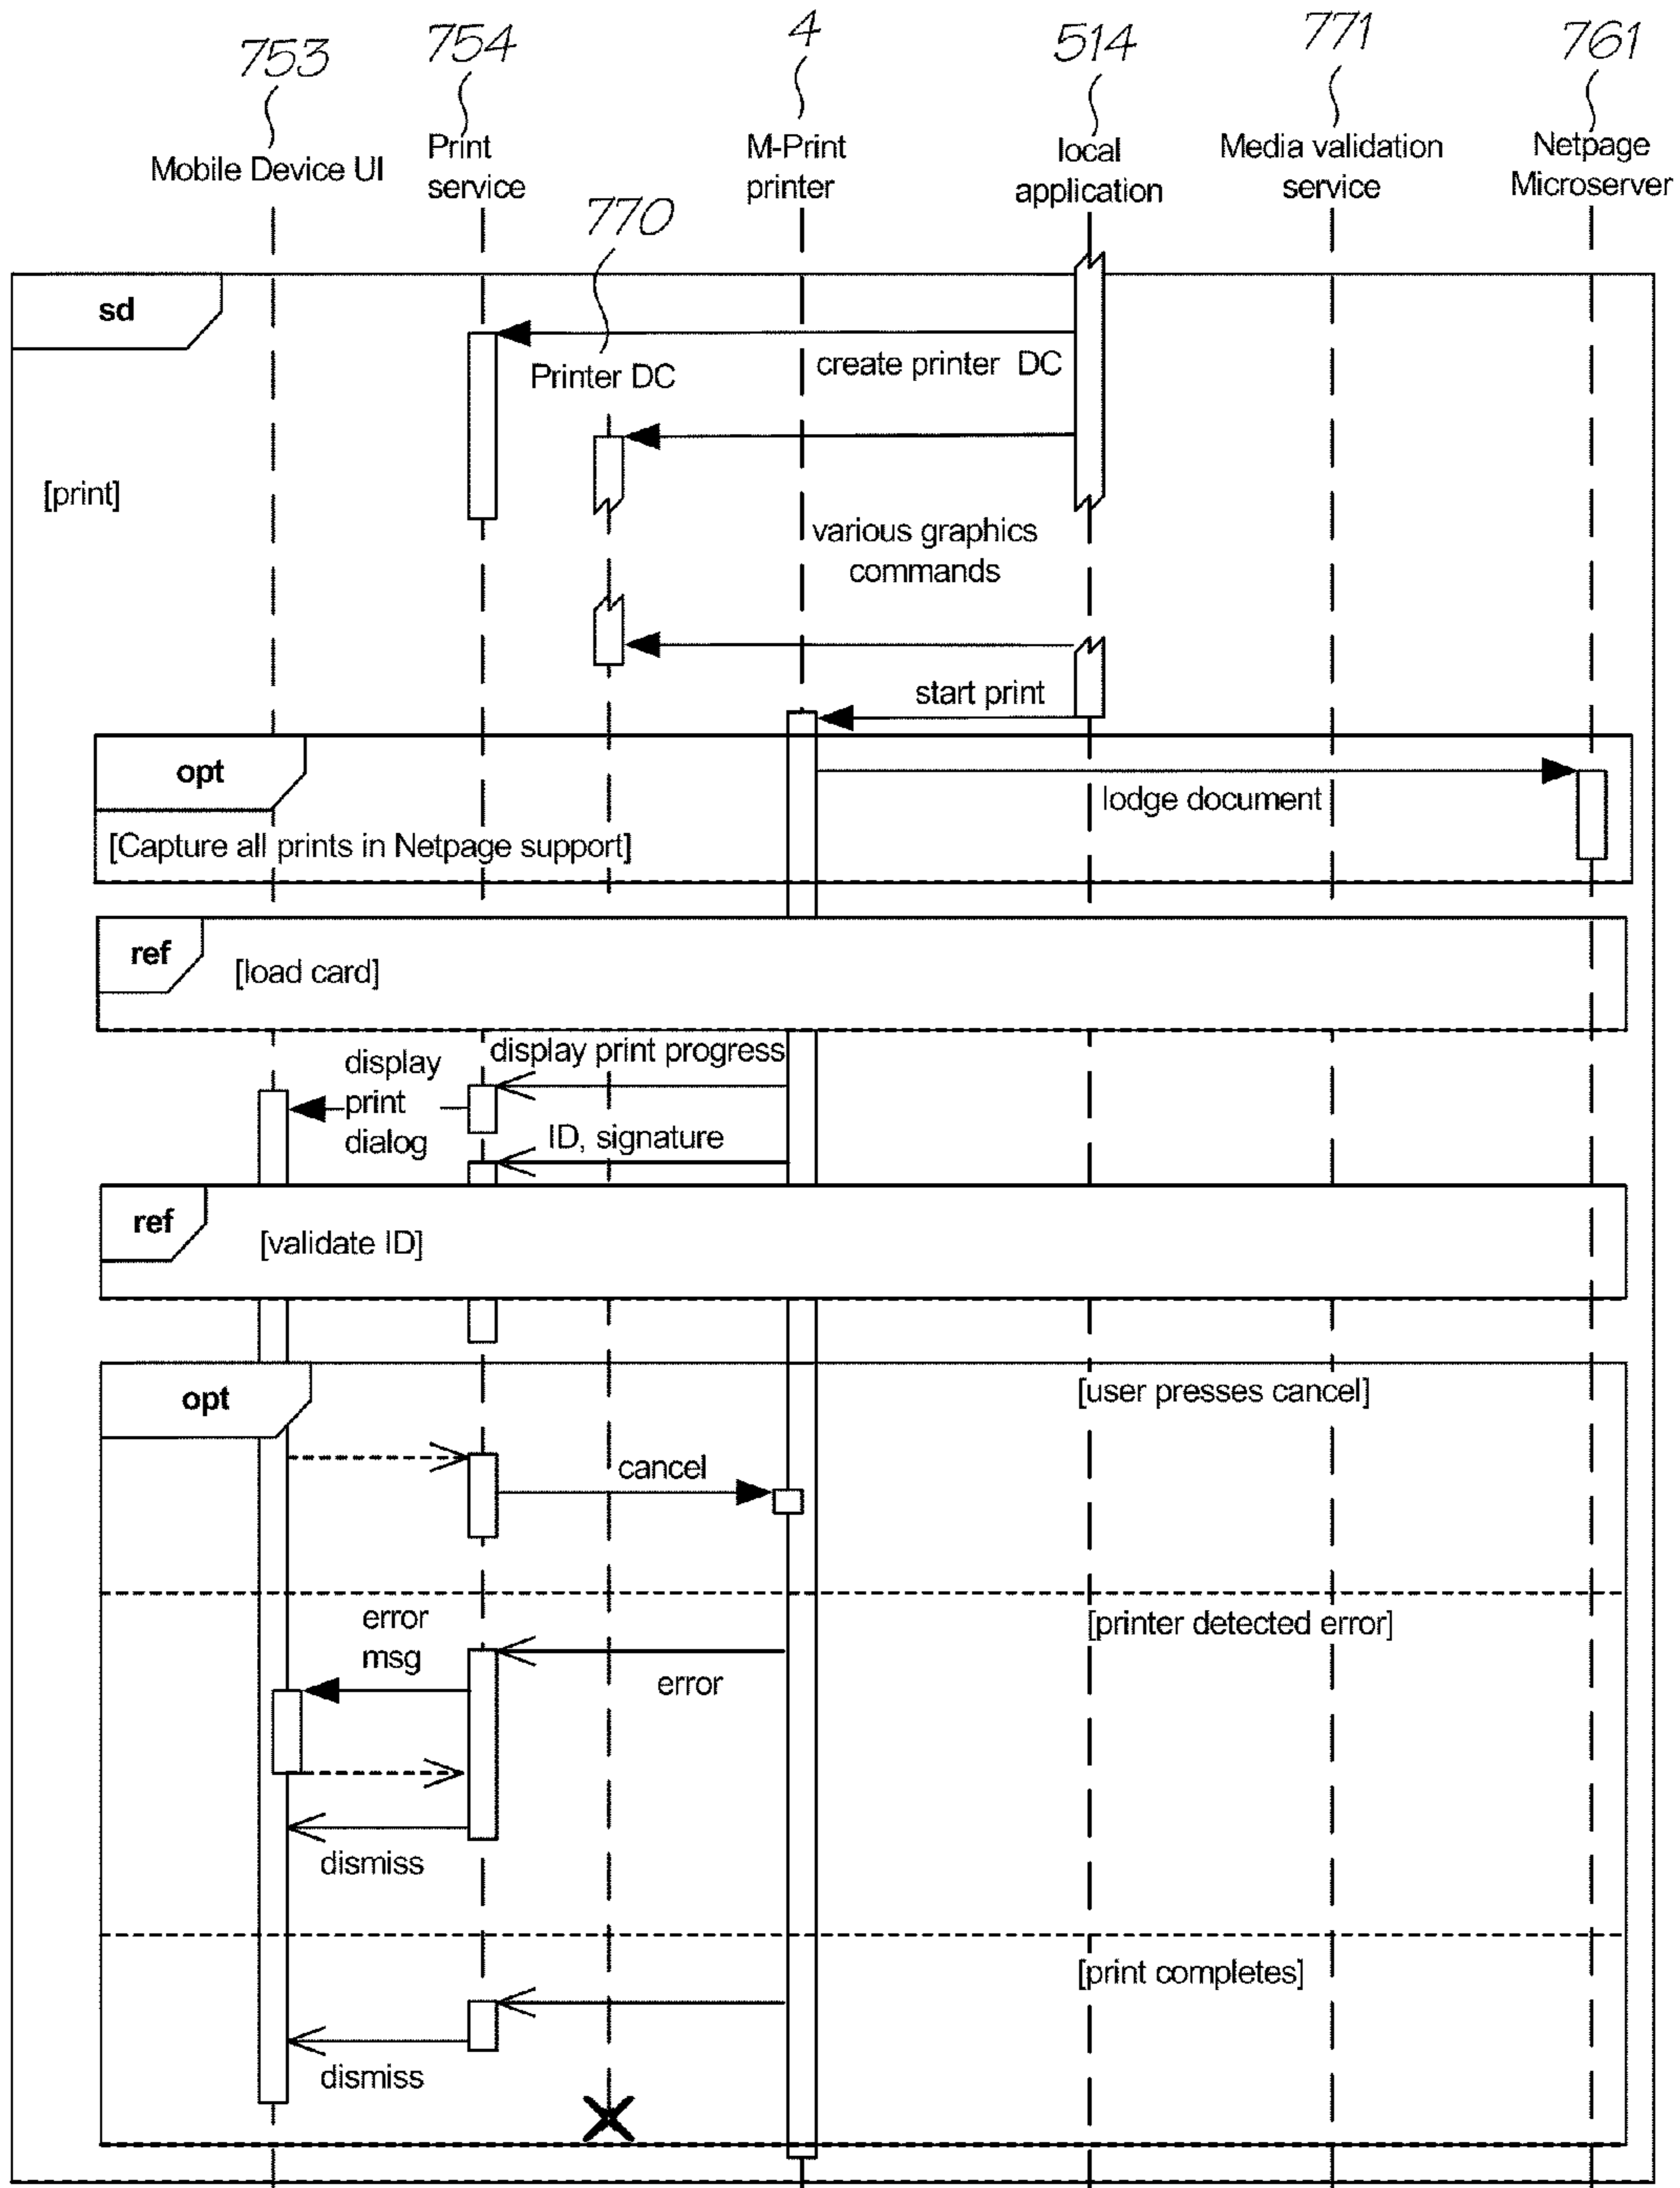 753
754
4
514
771
761
Mobile Device UI
Print
service
M-Print
printer
local
application
Media validation
service
Netpage
Microserver
770
sd
Printer DC
create printer DC
[print]
various graphics
commands
start print
opt
lodge document
[Capture all prints in Netpage support]
ref
[load card]
display print progress
display
print
dialog
ID, signature
ref
[validate ID]
opt
[user presses cancel]
cancel
error
msg
[printer detected error]
error
dismiss
[print completes]
dismiss